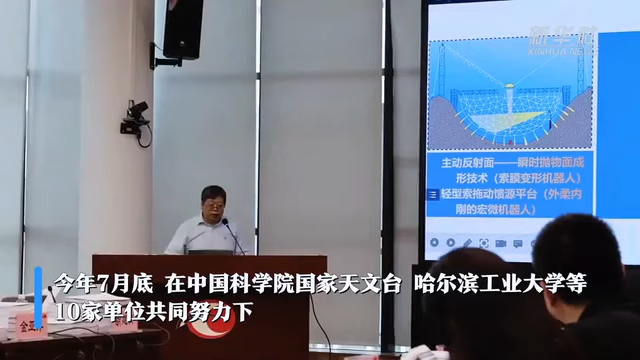 新华社
XINHUA NEWS
主动反射面——瞬时抛物面成
形技术（索膜变形机器人）
轻型索拖动馈源平台（外柔内
刚的宏微机器人）
今年7月底 在中国科学院国家天文台 哈尔滨工业大学等
10家单位共同努力下